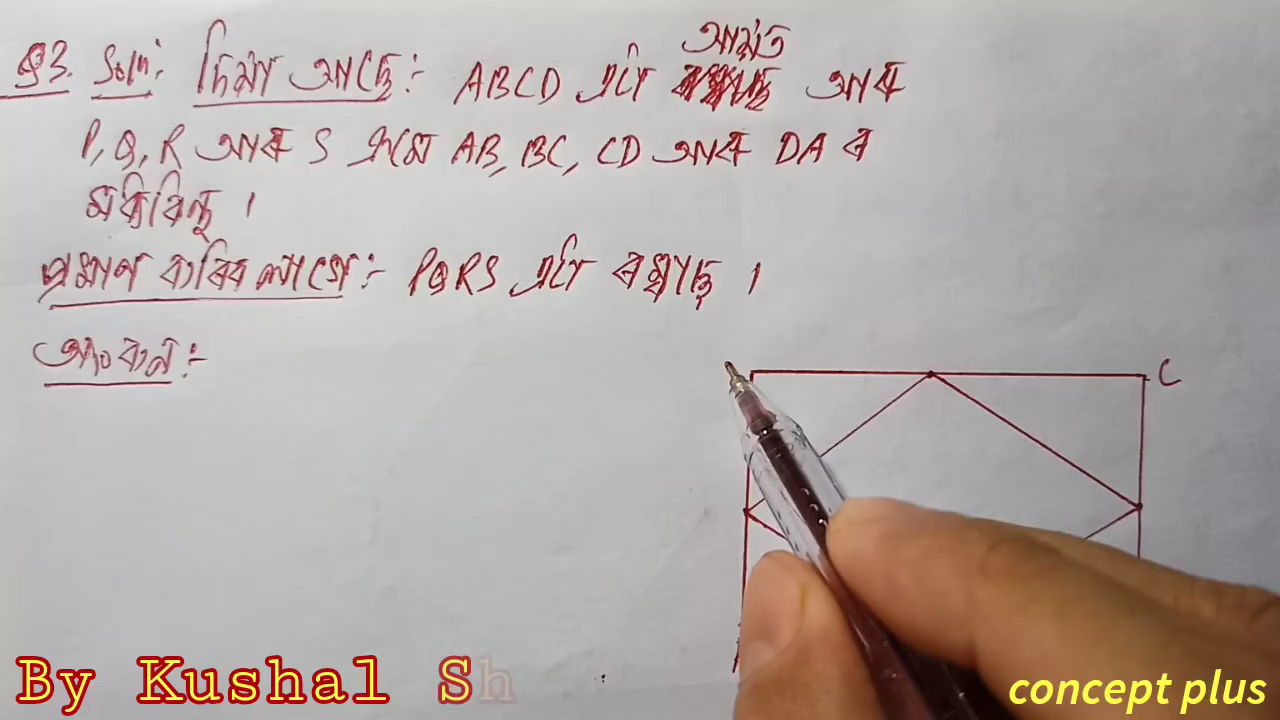 Q3. Soln: দিয়া আছে:- ABCD এটা আয়ত আৰু
P, Q, R আৰু S ক্ৰমে AB, BC, CD আৰু DA ৰ
মধ্যবিন্দু ।
প্ৰমাণ কৰিব লাগে:- PQRS এটা ৰম্বাছ ।
অংকন:-
C
By Kushal Sh
concept plus